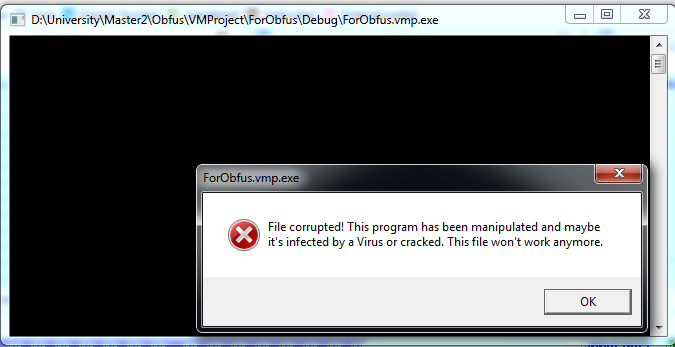 D:\University\Master2\Obfus\VMProject\ForObfus\Debug\ForObfus.vmp.exe
ForObfus.vmp.exe
File corrupted! This program has been manipulated and maybe
it's infected by a Virus or cracked. This file won't work anymore.
OK